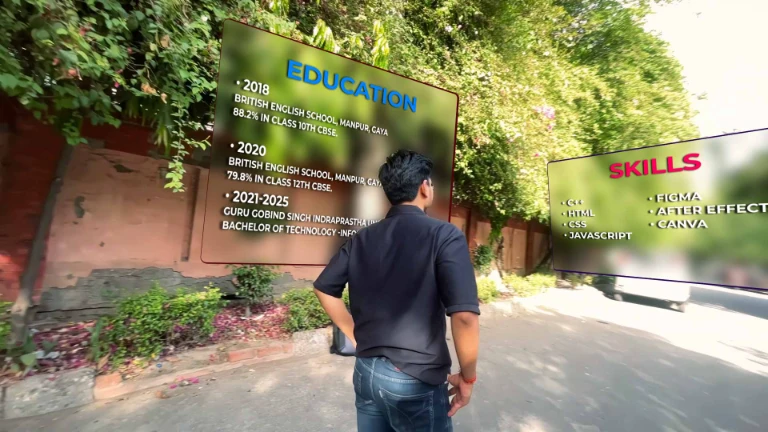 EDUCATION
• 2018
BRITISH ENGLISH SCHOOL, MANPUR, GAYA
88.2% IN CLASS 10TH CBSE.
• 2020
BRITISH ENGLISH SCHOOL, MANPUR, GAYA
79.8% IN CLASS 12TH CBSE.
• 2021-2025
GURU GOBIND SINGH INDRAPRASTHA
BACHELOR OF TECHNOLOGY
SKILLS
• C++
• HTML
• CSS
• JAVASCRIPT
• FIGMA
• AFTER EFFECT
• CANVA